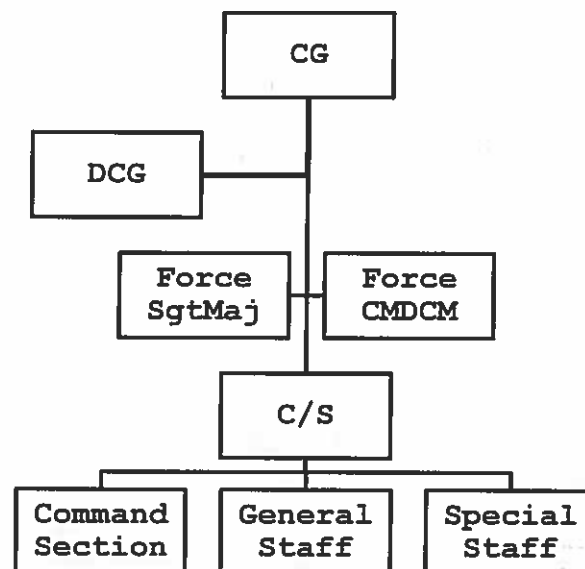 CG
DCG
Force
SgtMaj
Force
CMDCM
C/S
Command
Section
General
Staff
Special
Staff